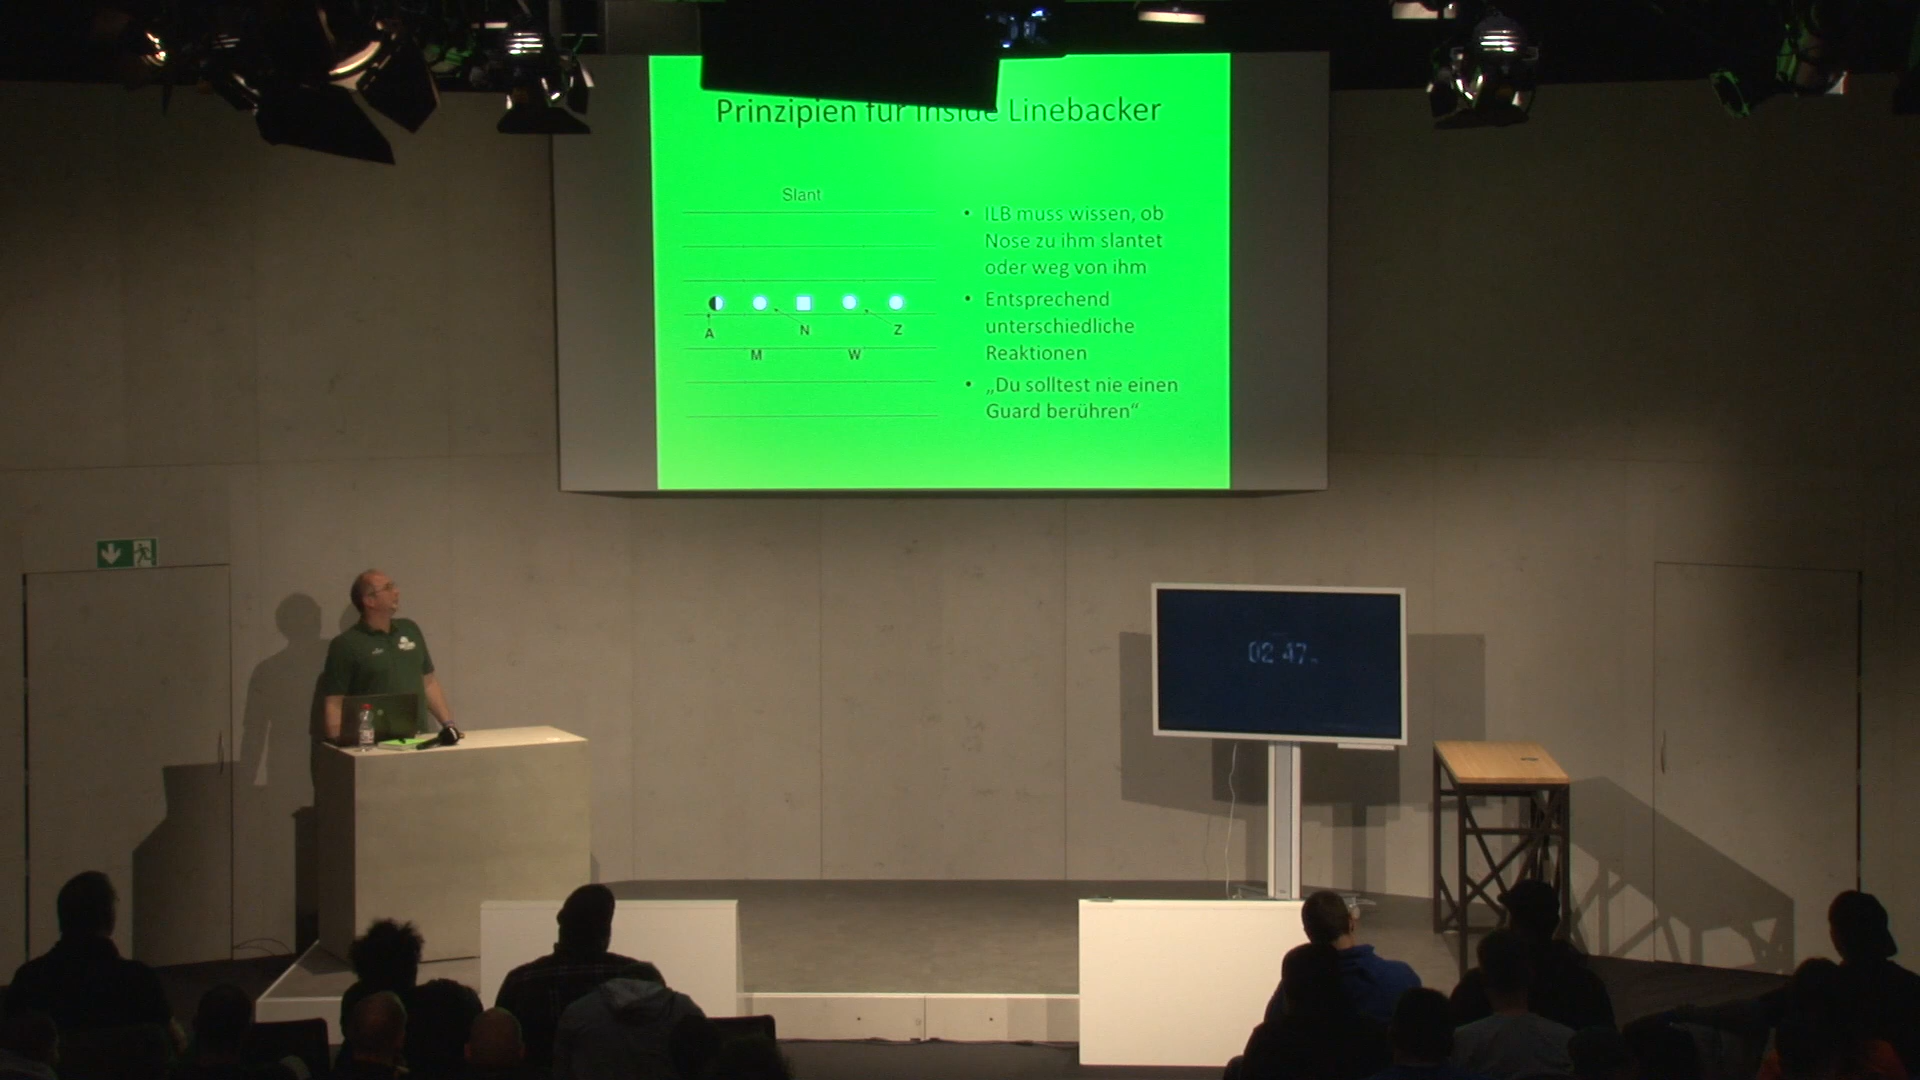 Prinzipien für Inside Linebacker
Slant
• ILB muss wissen, ob
Nose zu ihm slantet
oder weg von ihm
• Entsprechend
unterschiedliche
Reaktionen
• „Du solltest nie einen
Guard berühren“
A
N
Z
M
W
02 47